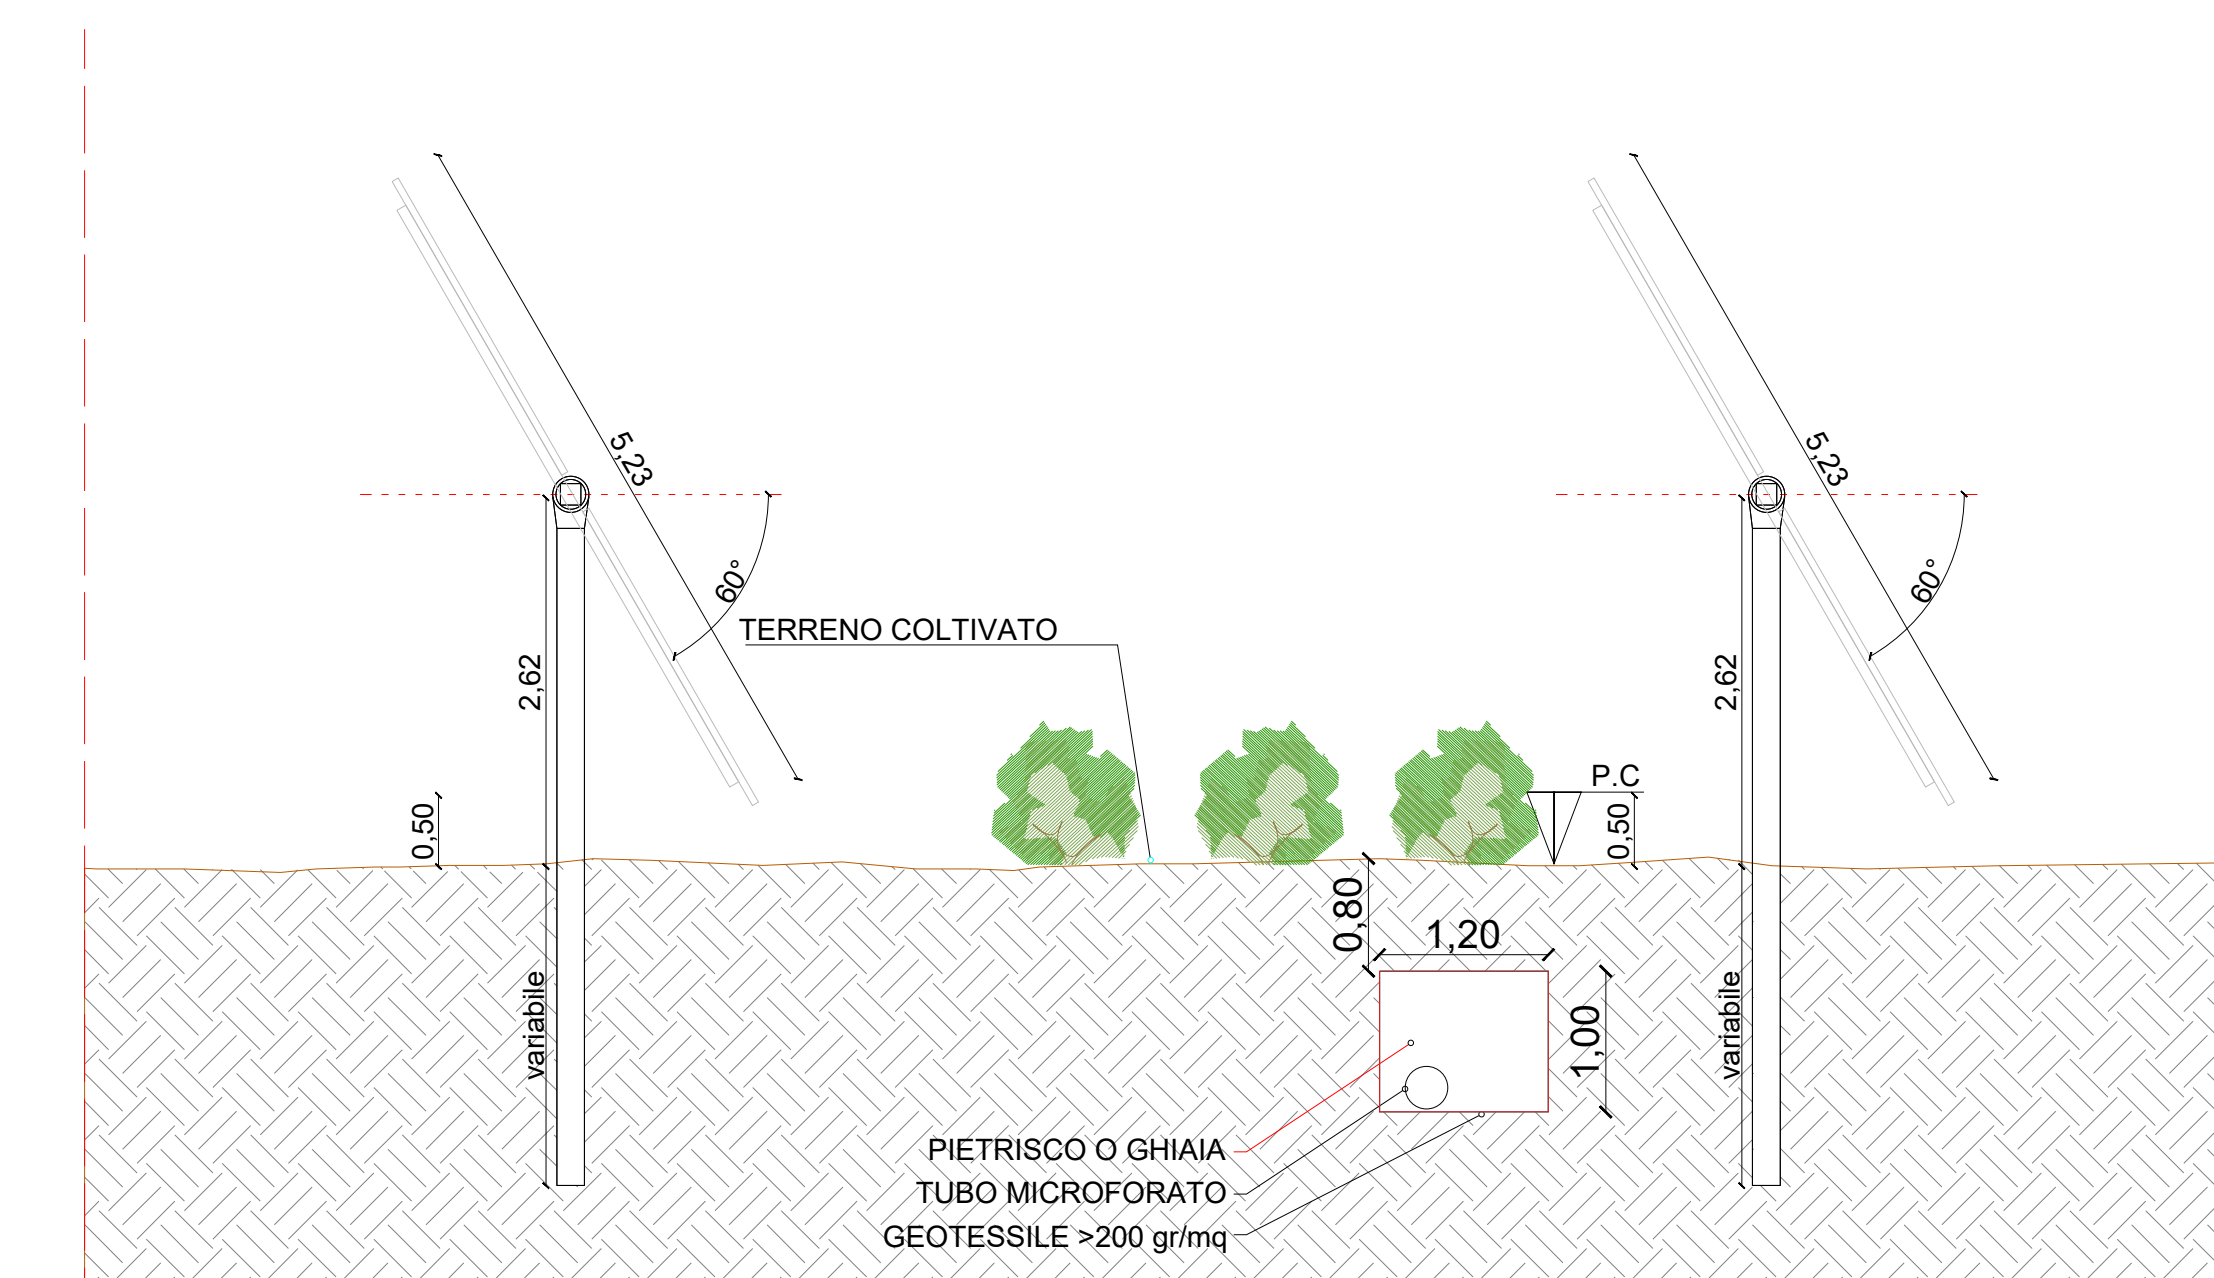 5,23
5,23
60°
60°
TERRENO COLTIVATO
2,62
2,62
P.C
0,50
0,50
0,80
1,20
variabile
variabile
1,00
PIETRISCO O GHIAIA
TUBO MICROFORATO
GEOTESSILE >200 gr/mq